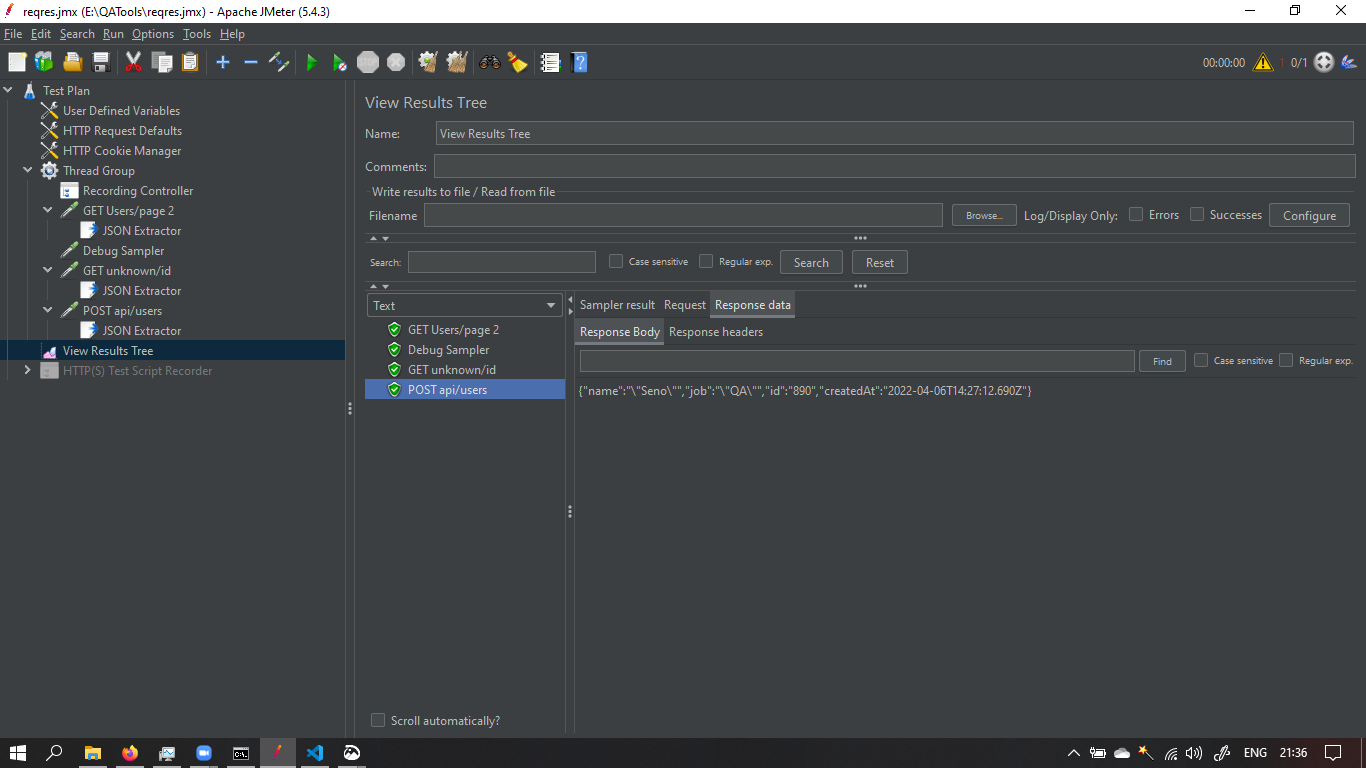 reqres.jmx (E:\QATools\reqres.jmx) - Apache JMeter (5.4.3)
File Edit Search Run Options Tools Help
STOP
00:00:00 1 0/1
Test Plan
User Defined Variables
HTTP Request Defaults
HTTP Cookie Manager
Thread Group
Recording Controller
GET Users/page 2
JSON Extractor
Debug Sampler
GET unknown/id
JSON Extractor
POST api/users
JSON Extractor
View Results Tree
HTTP(S) Test Script Recorder
View Results Tree
Name: View Results Tree
Comments:
Write results to file / Read from file
Filename Browse... Log/Display Only: Errors Successes Configure
Search: Case sensitive Regular exp. Search Reset
Text
GET Users/page 2
Debug Sampler
GET unknown/id
POST api/users
Scroll automatically?
Sampler result Request Response data
Response Body Response headers
Find Case sensitive Regular exp.
{"name":"\"Seno\"","job":"\"QA\"","id":"890","createdAt":"2022-04-06T14:27:12.690Z"}
ENG 21:36